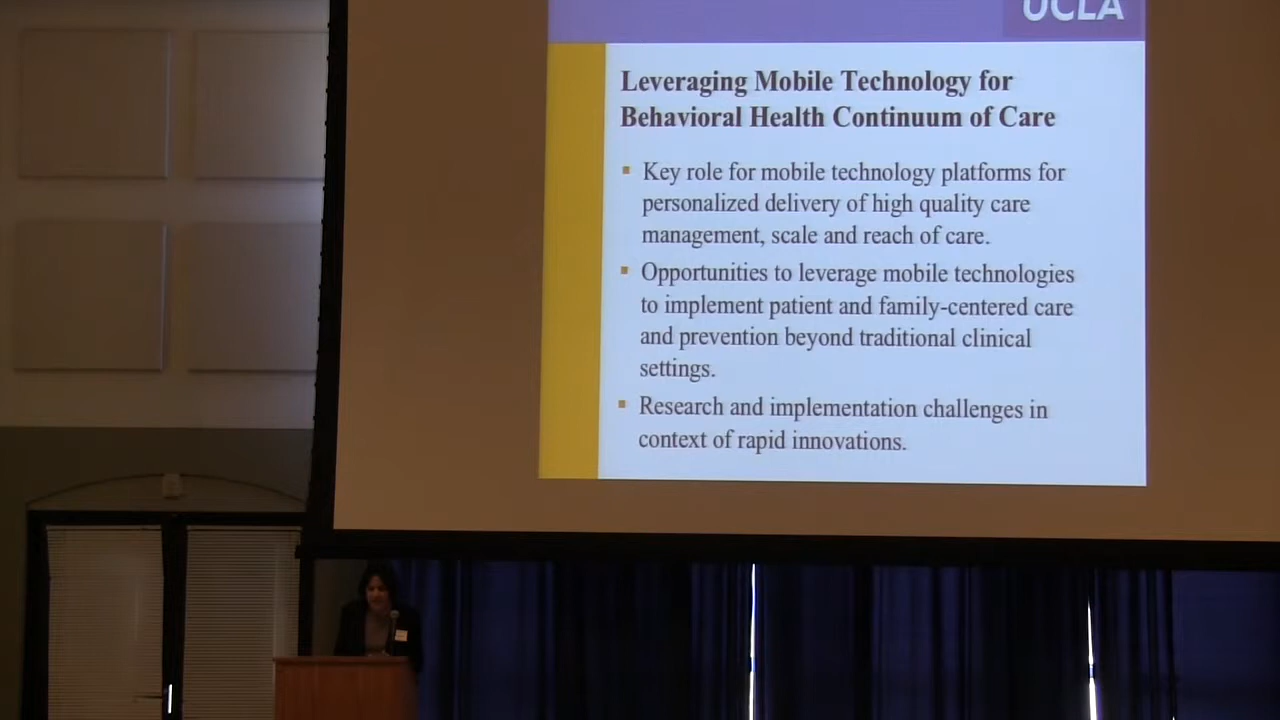 UCLA
Leveraging Mobile Technology for
Behavioral Health Continuum of Care
Key role for mobile technology platforms for
personalized delivery of high quality care
management, scale and reach of care.
Opportunities to leverage mobile technologies
to implement patient and family-centered care
and prevention beyond traditional clinical
settings.
Research and implementation challenges in
context of rapid innovations.